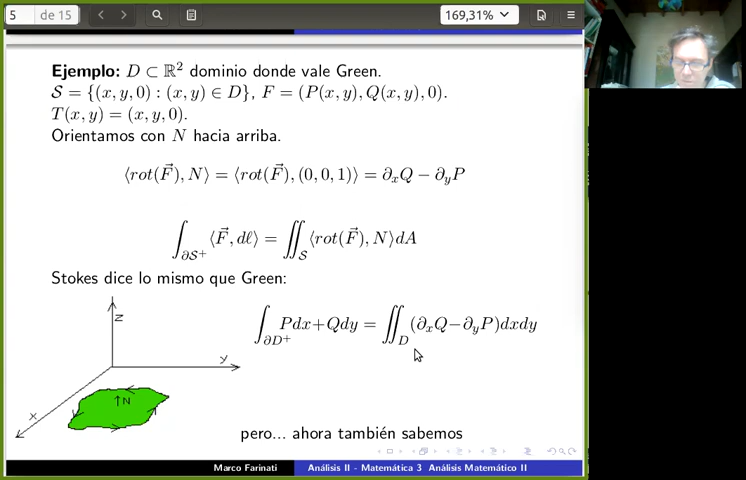 5 de 15 169,31%
Ejemplo: D ⊂ ℝ² dominio donde vale Green.
𝒮 = {(x, y, 0) : (x, y) ∈ D}, F = (P(x, y), Q(x, y), 0).
T(x, y) = (x, y, 0).
Orientamos con N hacia arriba.
⟨rot(F⃗), N⟩ = ⟨rot(F⃗), (0, 0, 1)⟩ = ∂ₓQ − ∂ᵧP
∫_{∂𝒮⁺} ⟨F⃗, dℓ⟩ = ∬_𝒮 ⟨rot(F⃗), N⟩dA
Stokes dice lo mismo que Green:
∫_{∂D⁺} Pdx+Qdy = ∬_D (∂ₓQ−∂ᵧP)dxdy
Z
y
x
N
pero... ahora también sabemos
Marco Farinati Análisis II - Matemática 3 Análisis Matemático II